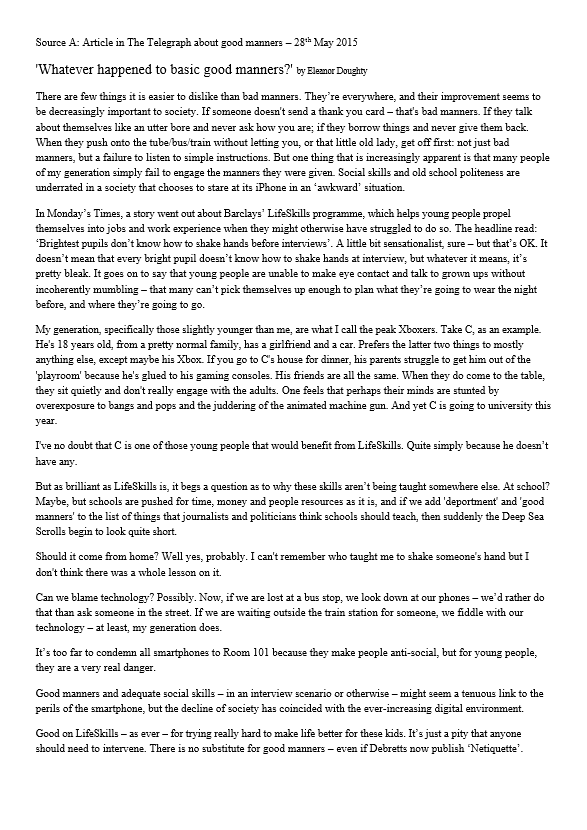 Source A: Article in The Telegraph about good manners – 28th May 2015
'Whatever happened to basic good manners?' by Eleanor Doughty
There are few things it is easier to dislike than bad manners. They're everywhere, and their improvement seems to
be decreasingly important to society. If someone doesn't send a thank you card – that's bad manners. If they talk
about themselves like an utter bore and never ask how you are; if they borrow things and never give them back.
When they push onto the tube/bus/train without letting you, or that little old lady, get off first: not just bad
manners, but a failure to listen to simple instructions. But one thing that is increasingly apparent is that many people
of my generation simply fail to engage the manners they were given. Social skills and old school politeness are
underrated in a society that chooses to stare at its iPhone in an 'awkward' situation.
In Monday's Times, a story went out about Barclays' LifeSkills programme, which helps young people propel
themselves into jobs and work experience when they might otherwise have struggled to do so. The headline read:
'Brightest pupils don't know how to shake hands before interviews'. A little bit sensationalist, sure – but that's OK. It
doesn't mean that every bright pupil doesn't know how to shake hands at interview, but whatever it means, it's
pretty bleak. It goes on to say that young people are unable to make eye contact and talk to grown ups without
incoherently mumbling – that many can't pick themselves up enough to plan what they're going to wear the night
before, and where they're going to go.
My generation, specifically those slightly younger than me, are what I call the peak Xboxers. Take C, as an example.
He's 18 years old, from a pretty normal family, has a girlfriend and a car. Prefers the latter two things to mostly
anything else, except maybe his Xbox. If you go to C's house for dinner, his parents struggle to get him out of the
'playroom' because he's glued to his gaming consoles. His friends are all the same. When they do come to the table,
they sit quietly and don't really engage with the adults. One feels that perhaps their minds are stunted by
overexposure to bangs and pops and the juddering of the animated machine gun. And yet C is going to university this
year.
I've no doubt that C is one of those young people that would benefit from LifeSkills. Quite simply because he doesn't
have any.
But as brilliant as LifeSkills is, it begs a question as to why these skills aren't being taught somewhere else. At school?
Maybe, but schools are pushed for time, money and people resources as it is, and if we add 'deportment' and 'good
manners' to the list of things that journalists and politicians think schools should teach, then suddenly the Deep Sea
Scrolls begin to look quite short.
Should it come from home? Well yes, probably. I can't remember who taught me to shake someone's hand but I
don't think there was a whole lesson on it.
Can we blame technology? Possibly. Now, if we are lost at a bus stop, we look down at our phones – we'd rather do
that than ask someone in the street. If we are waiting outside the train station for someone, we fiddle with our
technology – at least, my generation does.
It's too far to condemn all smartphones to Room 101 because they make people anti-social, but for young people,
they are a very real danger.
Good manners and adequate social skills – in an interview scenario or otherwise – might seem a tenuous link to the
perils of the smartphone, but the decline of society has coincided with the ever-increasing digital environment.
Good on LifeSkills – as ever – for trying really hard to make life better for these kids. It's just a pity that anyone
should need to intervene. There is no substitute for good manners – even if Debretts now publish 'Netiquette'.